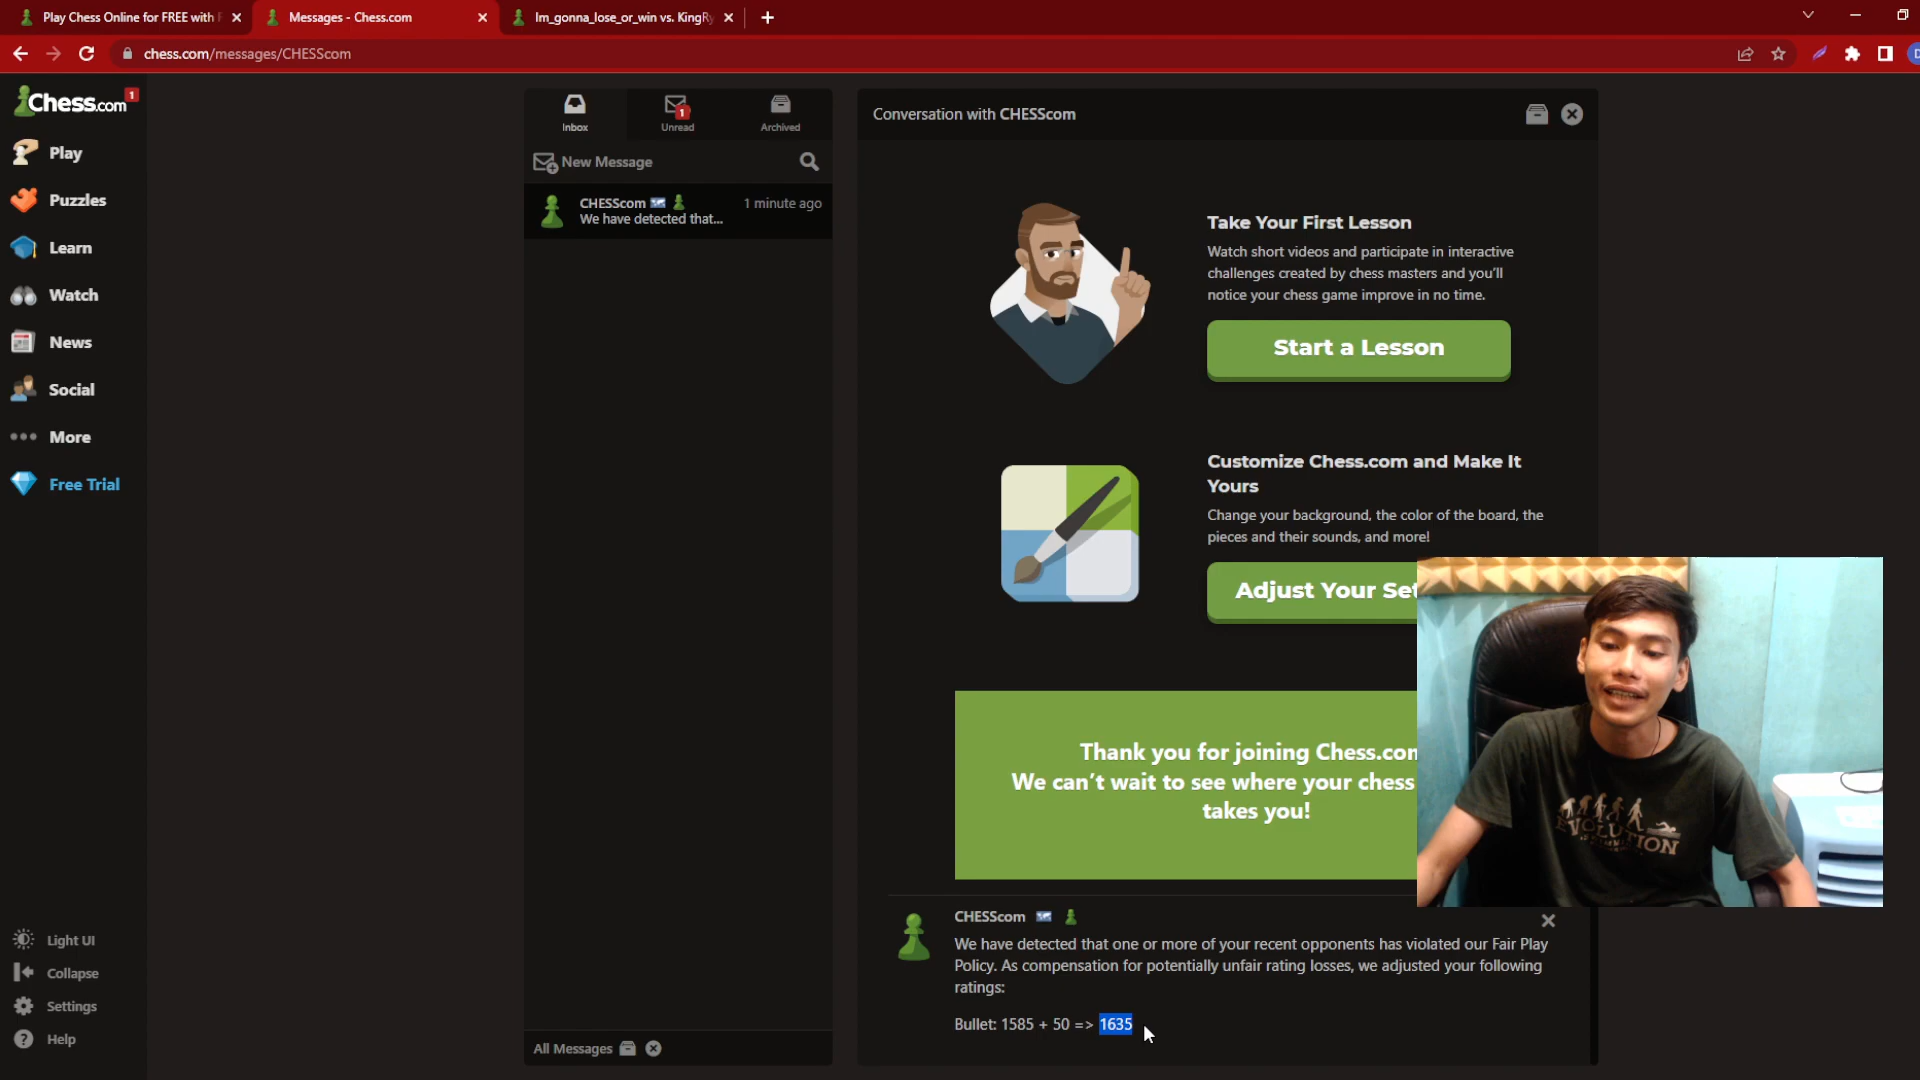 Play Chess Online for FREE with
Messages - Chess.com
Im_gonna_lose_or_win vs. KingRy
chess.com/messages/CHESScom
Chess.com
1
Play
Puzzles
Learn
Watch
News
Social
More
Free Trial
Light UI
Collapse
Settings
Help
Inbox
1
Unread
Archived
New Message
CHESScom
1 minute ago
We have detected that...
All Messages
Conversation with CHESScom
Take Your First Lesson
Watch short videos and participate in interactive
challenges created by chess masters and you'll
notice your chess game improve in no time.
Start a Lesson
Customize Chess.com and Make It
Yours
Change your background, the color of the board, the
pieces and their sounds, and more!
Adjust Your Set
Thank you for joining Chess.com
We can't wait to see where your chess
takes you!
EVOLUTION
CHESScom
We have detected that one or more of your recent opponents has violated our Fair Play
Policy. As compensation for potentially unfair rating losses, we adjusted your following
ratings:
Bullet: 1585 + 50 => 1635